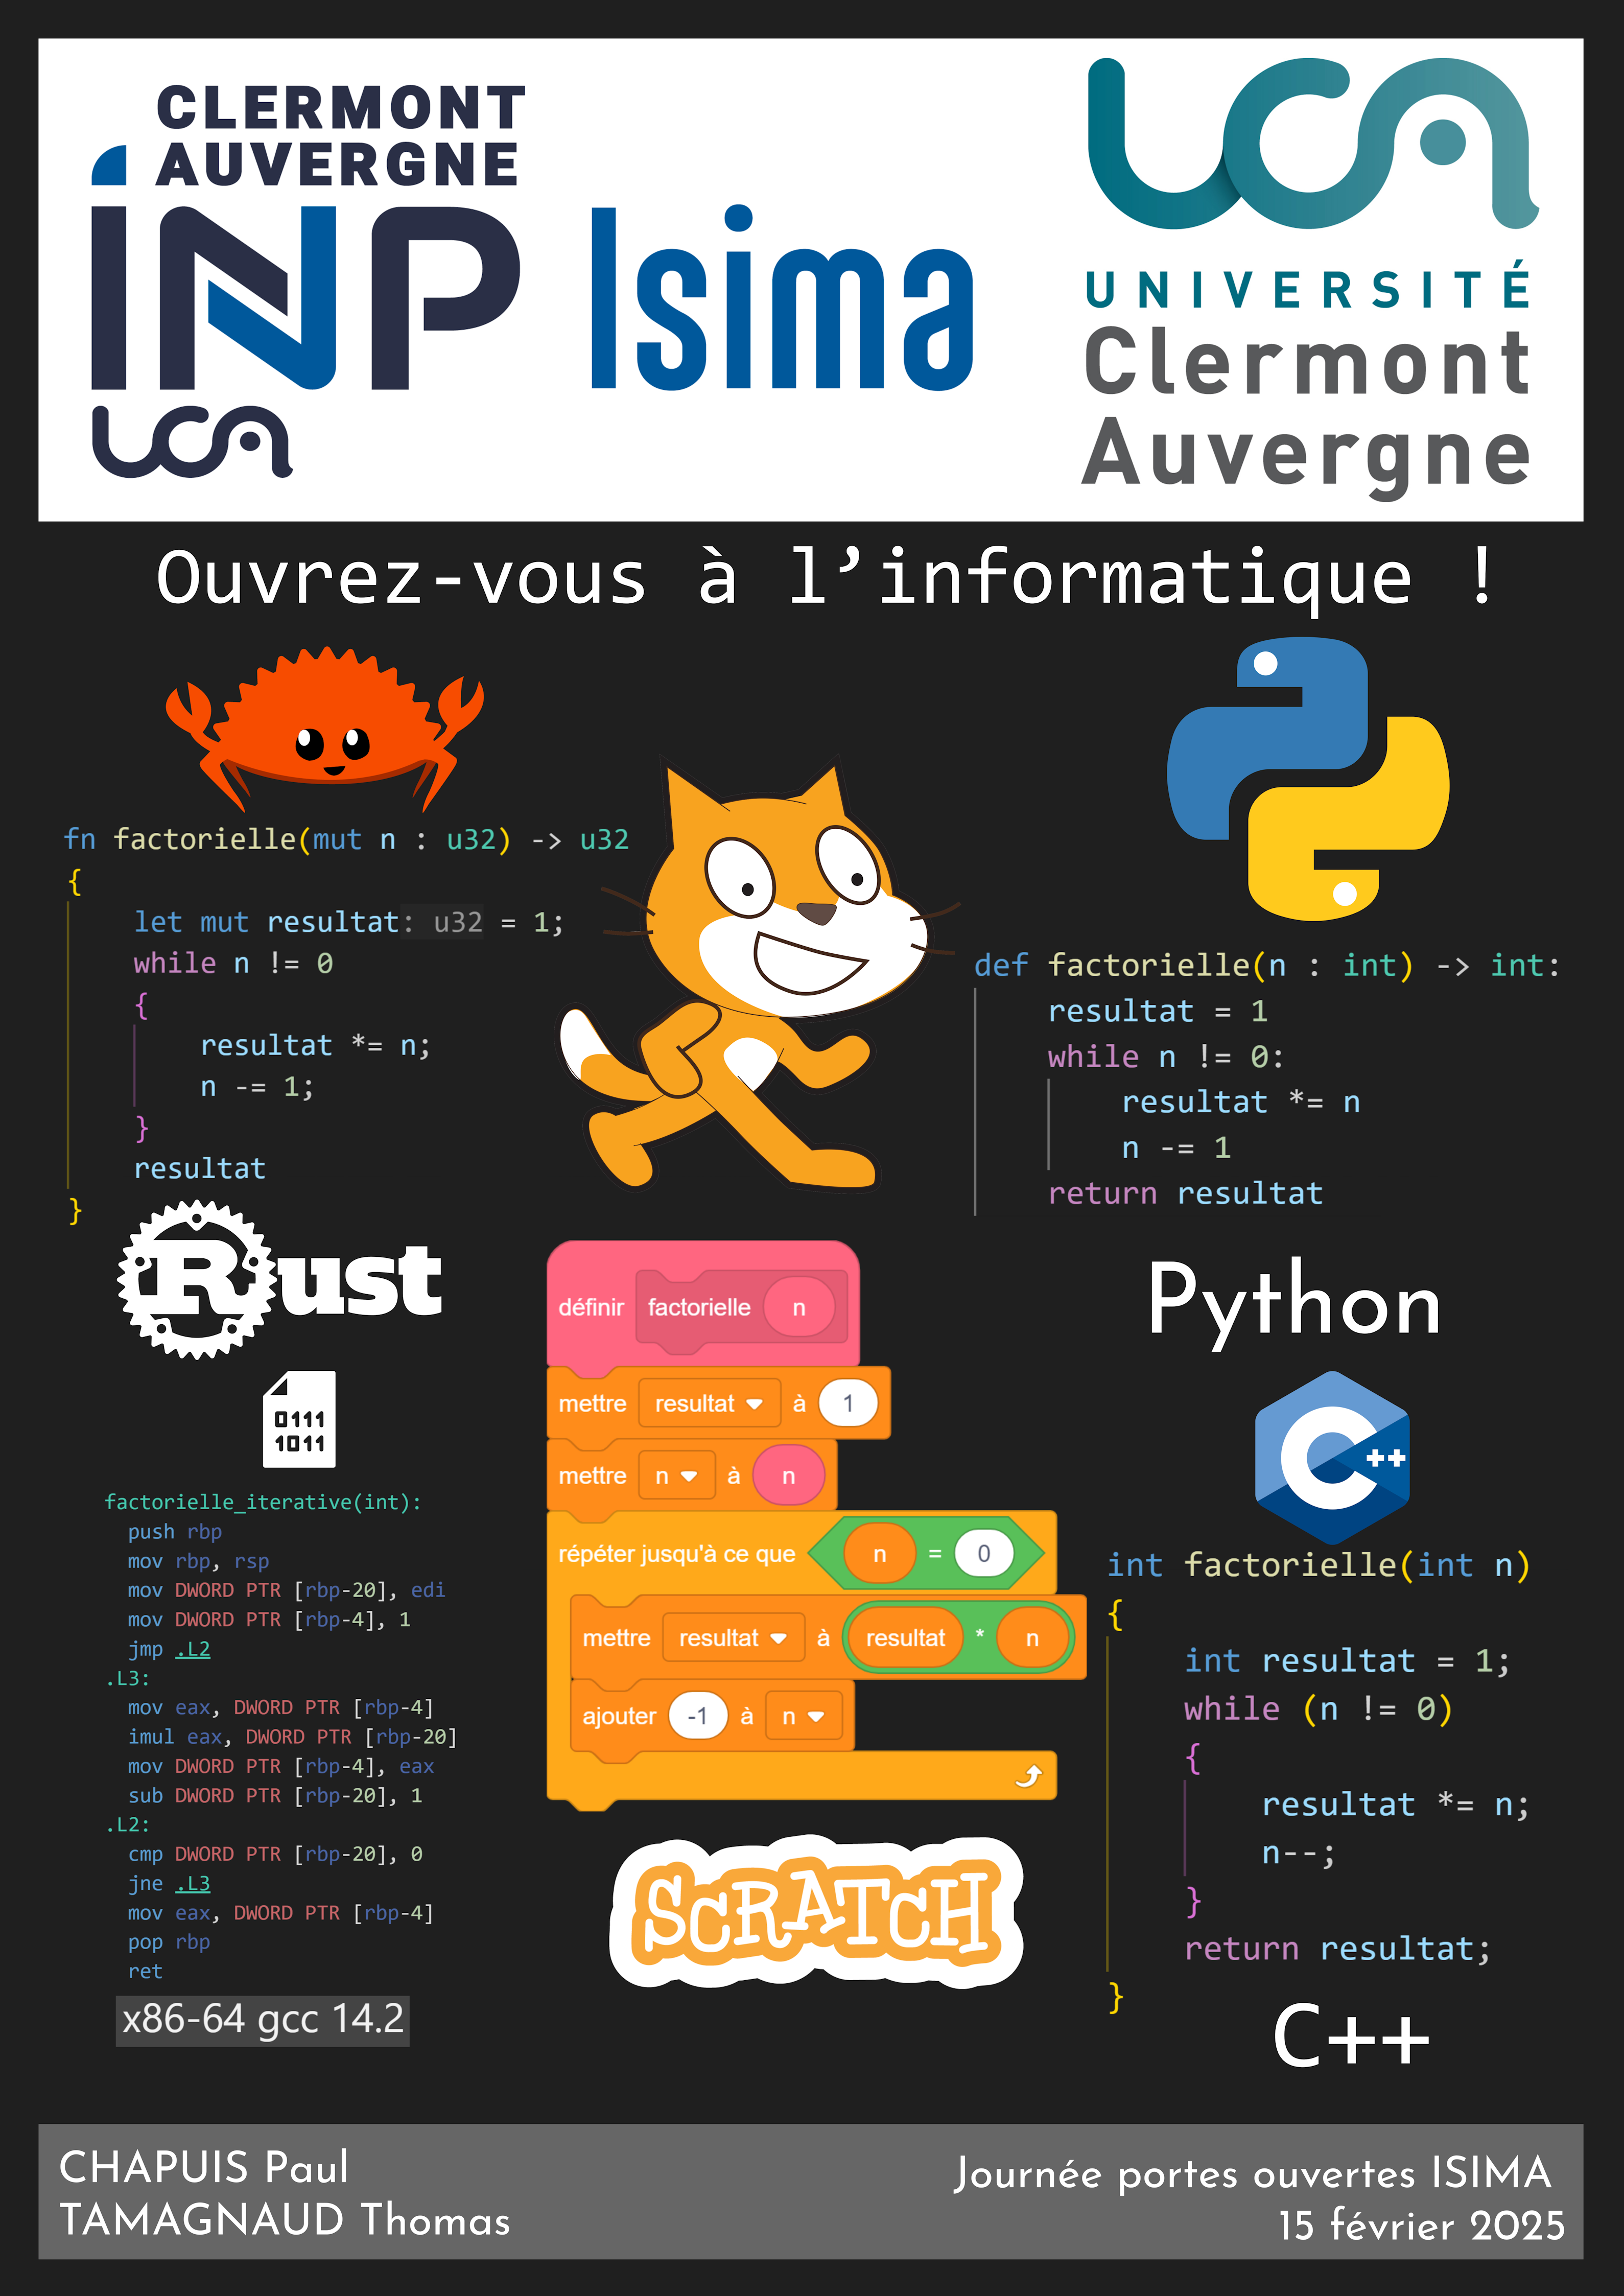 CLERMONT
AUVERGNE
INP
UCA
Isima
UCA
UNIVERSITÉ
Clermont
Auvergne
Ouvrez-vous à l’informatique !
fn factorielle(mut n : u32) -> u32
{
let mut resultat: u32 = 1;
while n != 0
{
resultat *= n;
n -= 1;
}
resultat
}
Rust
def factorielle(n : int) -> int:
resultat = 1
while n != 0:
resultat *= n
n -= 1
return resultat
Python
0111
1011
factorielle_iterative(int):
push rbp
mov rbp, rsp
mov DWORD PTR [rbp-20], edi
mov DWORD PTR [rbp-4], 1
jmp .L2
.L3:
mov eax, DWORD PTR [rbp-4]
imul eax, DWORD PTR [rbp-20]
mov DWORD PTR [rbp-4], eax
sub DWORD PTR [rbp-20], 1
.L2:
cmp DWORD PTR [rbp-20], 0
jne .L3
mov eax, DWORD PTR [rbp-4]
pop rbp
ret
x86-64 gcc 14.2
définir factorielle n
mettre resultat à 1
mettre n à n
répéter jusqu'à ce que n = 0
mettre resultat à resultat * n
ajouter -1 à n
SCRATCH
C++
int factorielle(int n)
{
int resultat = 1;
while (n != 0)
{
resultat *= n;
n--;
}
return resultat;
}
C++
CHAPUIS Paul
TAMAGNAUD Thomas
Journée portes ouvertes ISIMA
15 février 2025